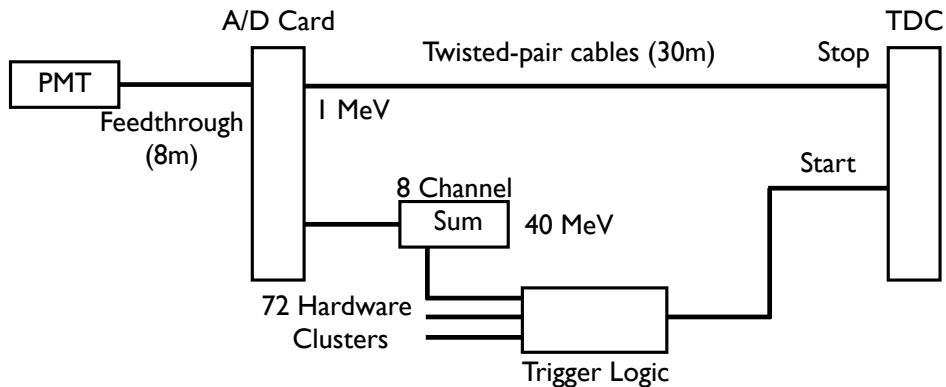 A/D Card
TDC
Twisted-pair cables (30m)
Stop
PMT
1 MeV
Feedthrough
(8m)
Start
8 Channel
Sum
40 MeV
72 Hardware
Clusters
Trigger Logic